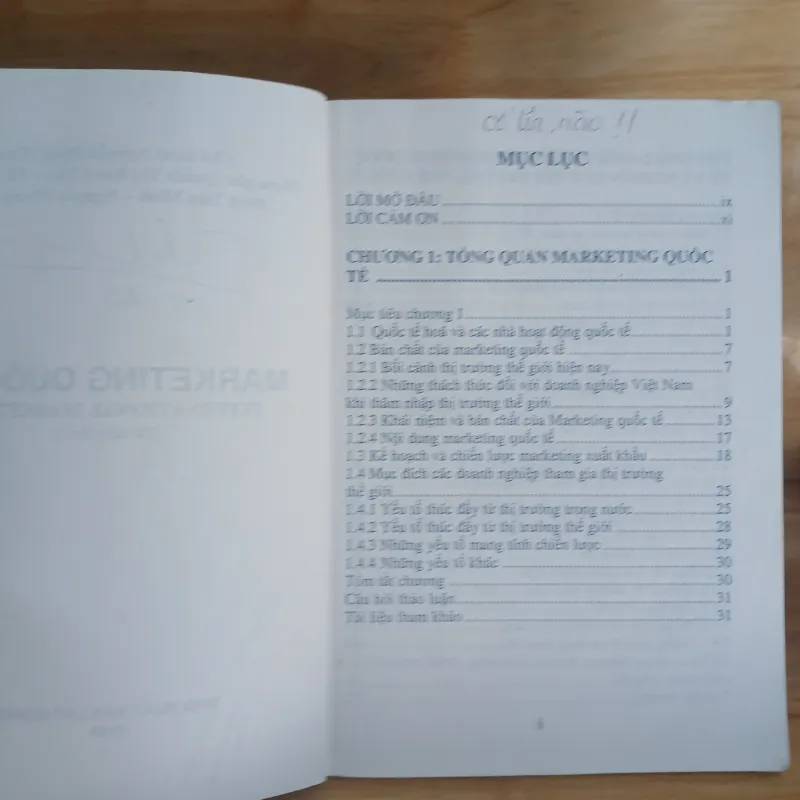 MARKETING QUỐ
MỤC LỤC
LỜI MỞ ĐẦU ix
LỜI CẢM ƠN xi
CHƯƠNG 1: TỔNG QUAN MARKETING QUỐC
TẾ 1
Mục tiêu chương 1 1
1.1 Quốc tế hoá và các nhà hoạt động quốc tế 1
1.2 Bản chất của marketing quốc tế 7
1.2.1 Bối cảnh thị trường thế giới hiện nay 7
1.2.2 Những thách thức đối với doanh nghiệp Việt Nam
khi thâm nhập thị trường thế giới 9
1.2.3 Khái niệm và bản chất của Marketing quốc tế 13
1.2.4 Nội dung marketing quốc tế 17
1.3 Kế hoạch và chiến lược marketing xuất khẩu 18
1.4 Mục đích các doanh nghiệp tham gia thị trường
thế giới 25
1.4.1 Yếu tố thúc đẩy từ thị trường trong nước 25
1.4.2 Yếu tố thúc đẩy từ thị trường thế giới 28
1.4.3 Những yếu tố mang tính chiến lược 29
1.4.4 Những yếu tố khác 30
Tóm tắt chương 30
Câu hỏi thảo luận 31
Tài liệu tham khảo 31